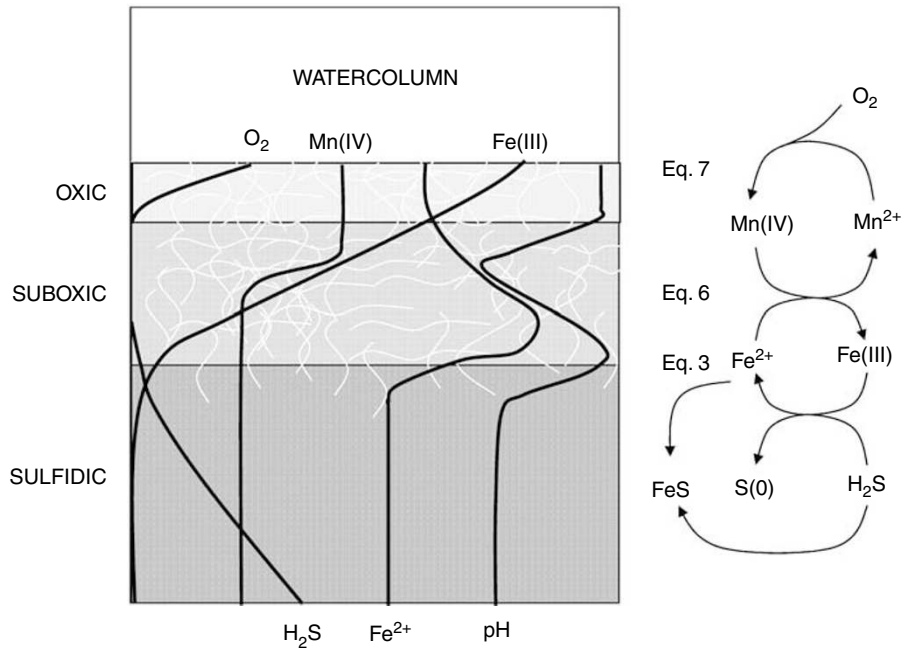 WATERCOLUMN
O₂ Mn(IV) Fe(III)
OXIC
SUBOXIC
SULFIDIC
H₂S Fe²⁺ pH
O₂
Eq. 7
Mn(IV) Mn²⁺
Eq. 6
Eq. 3 Fe²⁺ Fe(III)
FeS S(0) H₂S